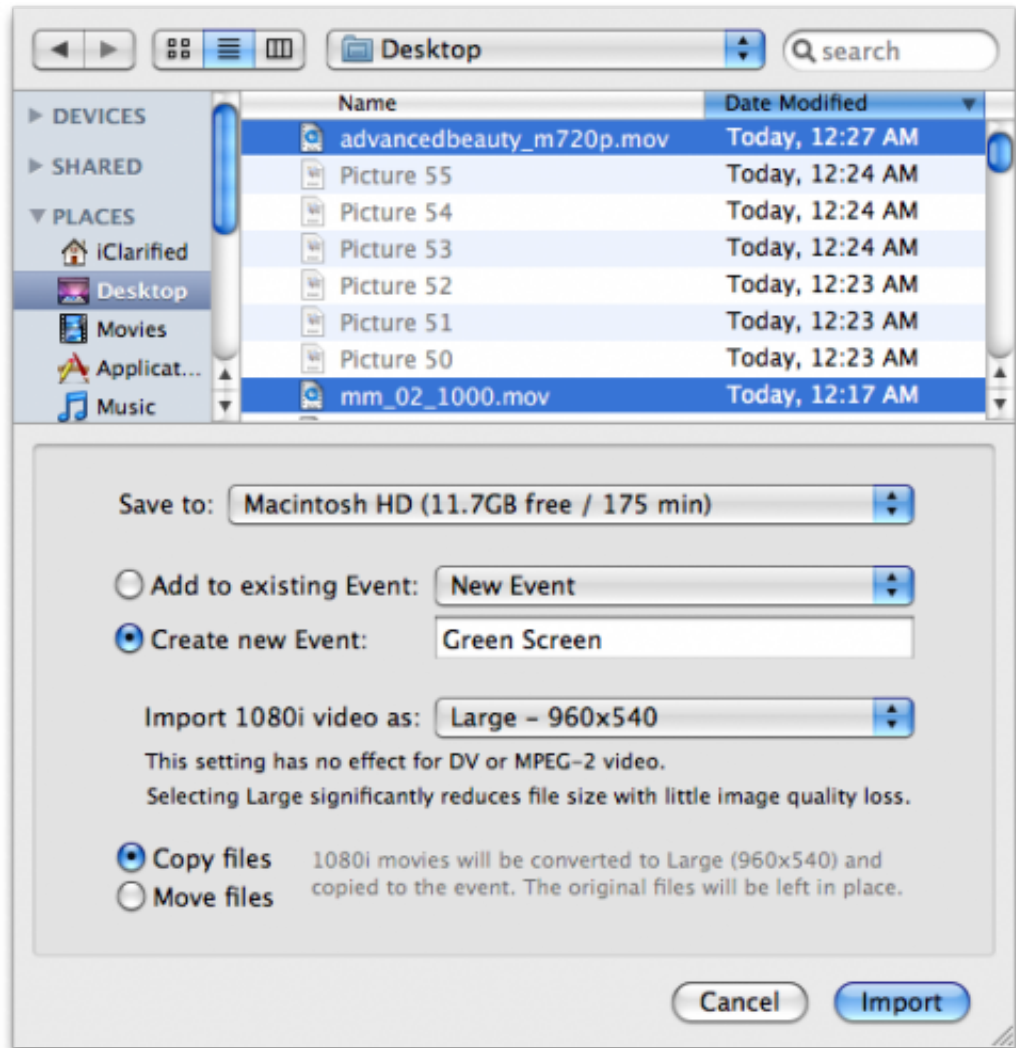 Desktop
search
Name Date Modified
DEVICES
SHARED
PLACES
iClarified
Desktop
Movies
Applicat...
Music
advancedbeauty_m720p.mov Today, 12:27 AM
Picture 55 Today, 12:24 AM
Picture 54 Today, 12:24 AM
Picture 53 Today, 12:24 AM
Picture 52 Today, 12:23 AM
Picture 51 Today, 12:23 AM
Picture 50 Today, 12:23 AM
mm_02_1000.mov Today, 12:17 AM
Save to: Macintosh HD (11.7GB free / 175 min)
Add to existing Event: New Event
Create new Event: Green Screen
Import 1080i video as: Large – 960x540
This setting has no effect for DV or MPEG-2 video.
Selecting Large significantly reduces file size with little image quality loss.
Copy files
Move files
1080i movies will be converted to Large (960x540) and
copied to the event. The original files will be left in place.
Cancel Import